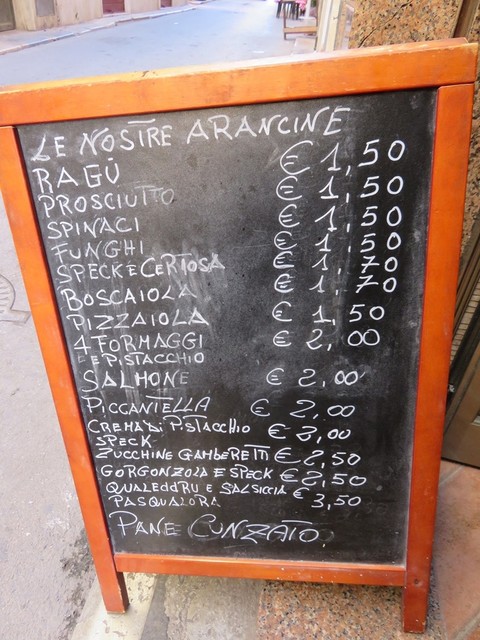 LE NOSTRE ARANCINE
RAGÙ € 1,50
PROSCIUTTO € 1,50
SPINACI € 1,50
FUNGHI € 1,50
SPECK E CERTOSA € 1,70
BOSCAIOLA € 1,70
PIZZAIOLA € 1,50
4 FORMAGGI € 2,00
E PISTACCHIO
SALMONE € 2,00
PICCANTELLA € 2,00
CREMA DI PSTACCHIO € 3,00
SPECK
ZUCCHINE GAMBERETTI € 2,50
GORGONZOLA E SPECK € 2,50
QUALEDDRU E SALSICCIA € 3,50
PASQUALORA
PANE CUNZATO.